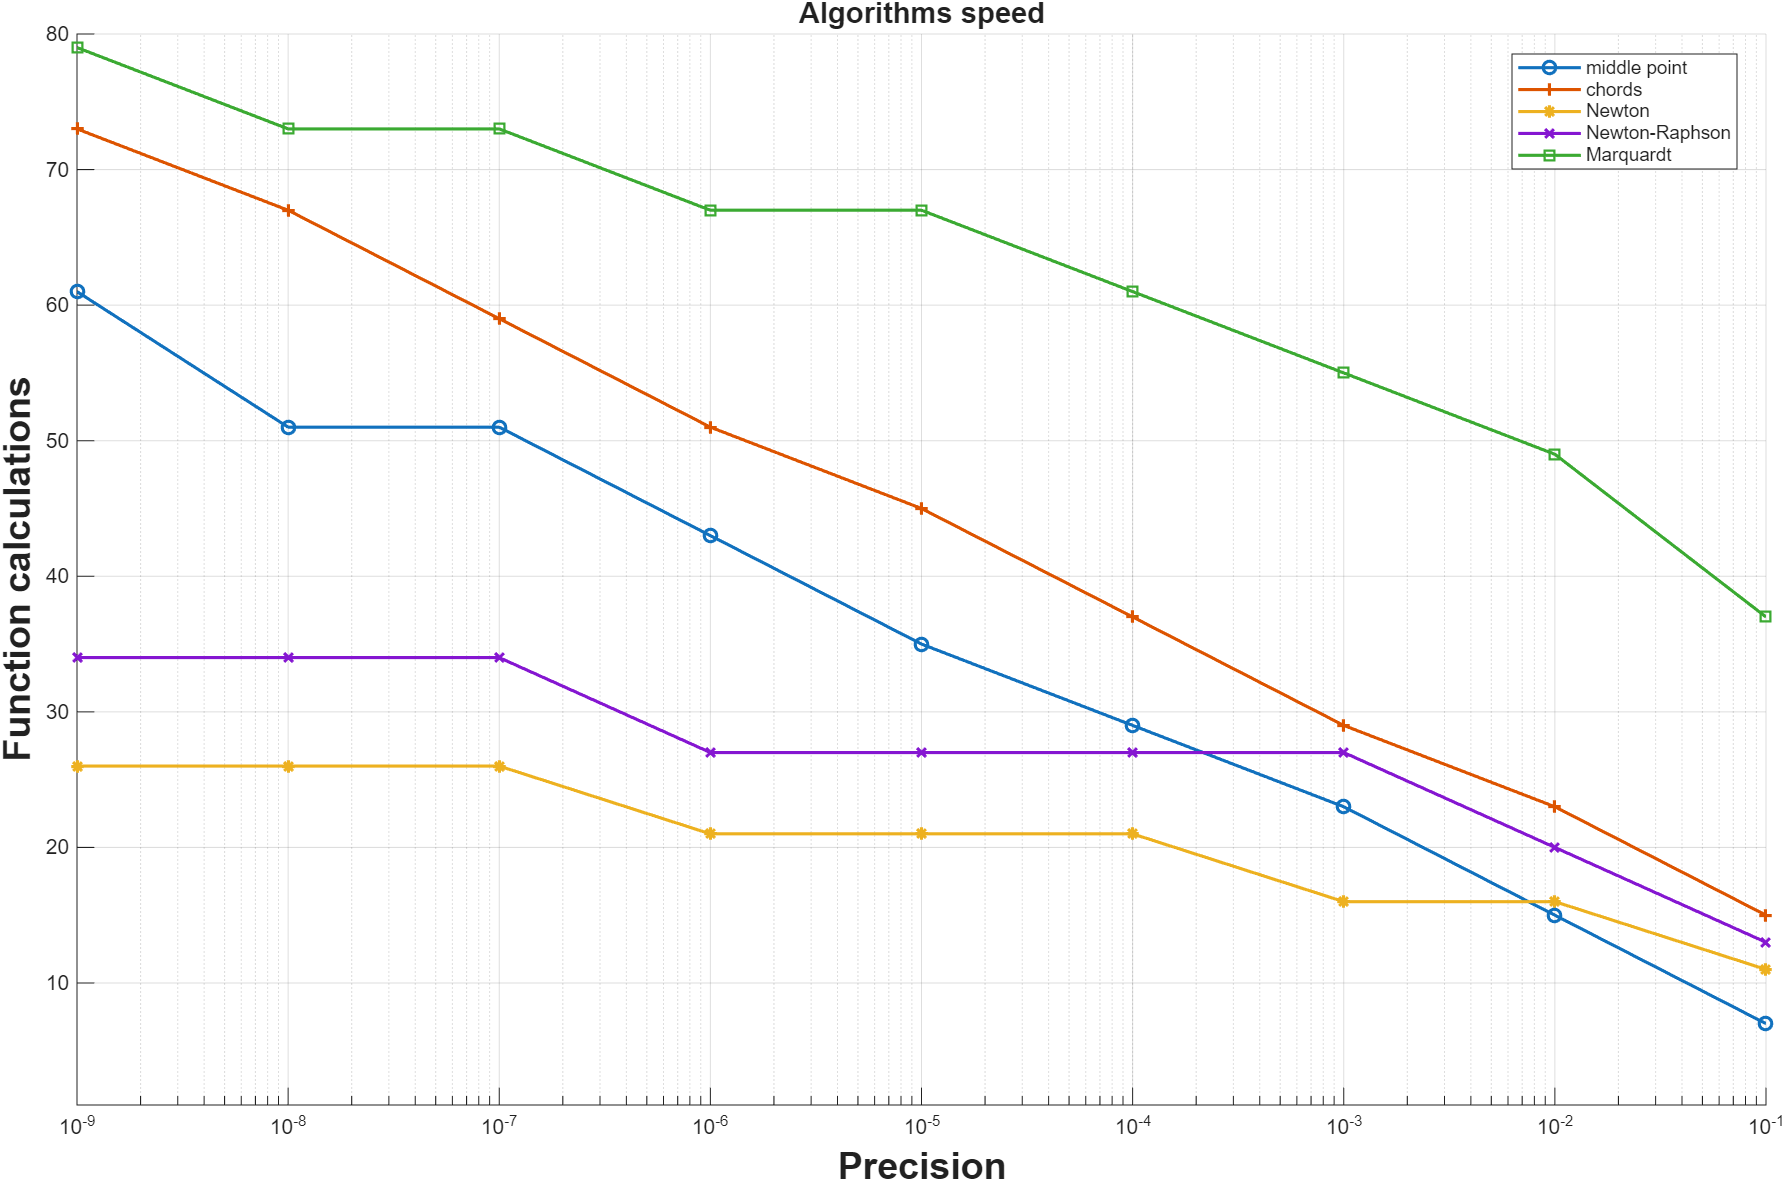 Algorithms speed
80
70
60
50
40
30
20
10
Function calculations
middle point
chords
Newton
Newton-Raphson
Marquardt
10⁻⁹ 10⁻⁸ 10⁻⁷ 10⁻⁶ 10⁻⁵ 10⁻⁴ 10⁻³ 10⁻² 10⁻¹
Precision